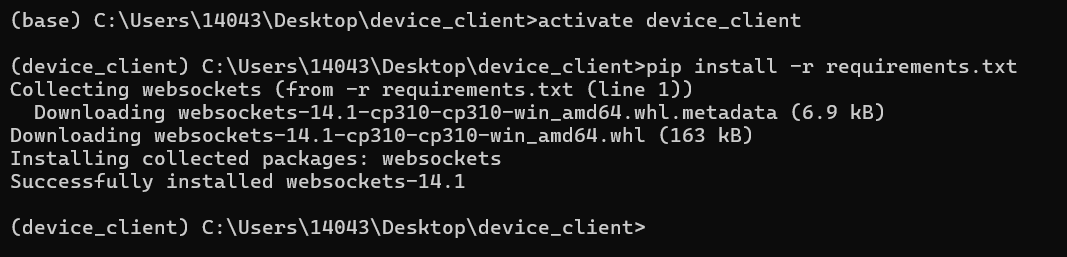 (base) C:\Users\14043\Desktop\device_client>activate device_client
(device_client) C:\Users\14043\Desktop\device_client>pip install -r requirements.txt
Collecting websockets (from -r requirements.txt (line 1))
  Downloading websockets-14.1-cp310-cp310-win_amd64.whl.metadata (6.9 kB)
Downloading websockets-14.1-cp310-cp310-win_amd64.whl (163 kB)
Installing collected packages: websockets
Successfully installed websockets-14.1
(device_client) C:\Users\14043\Desktop\device_client>